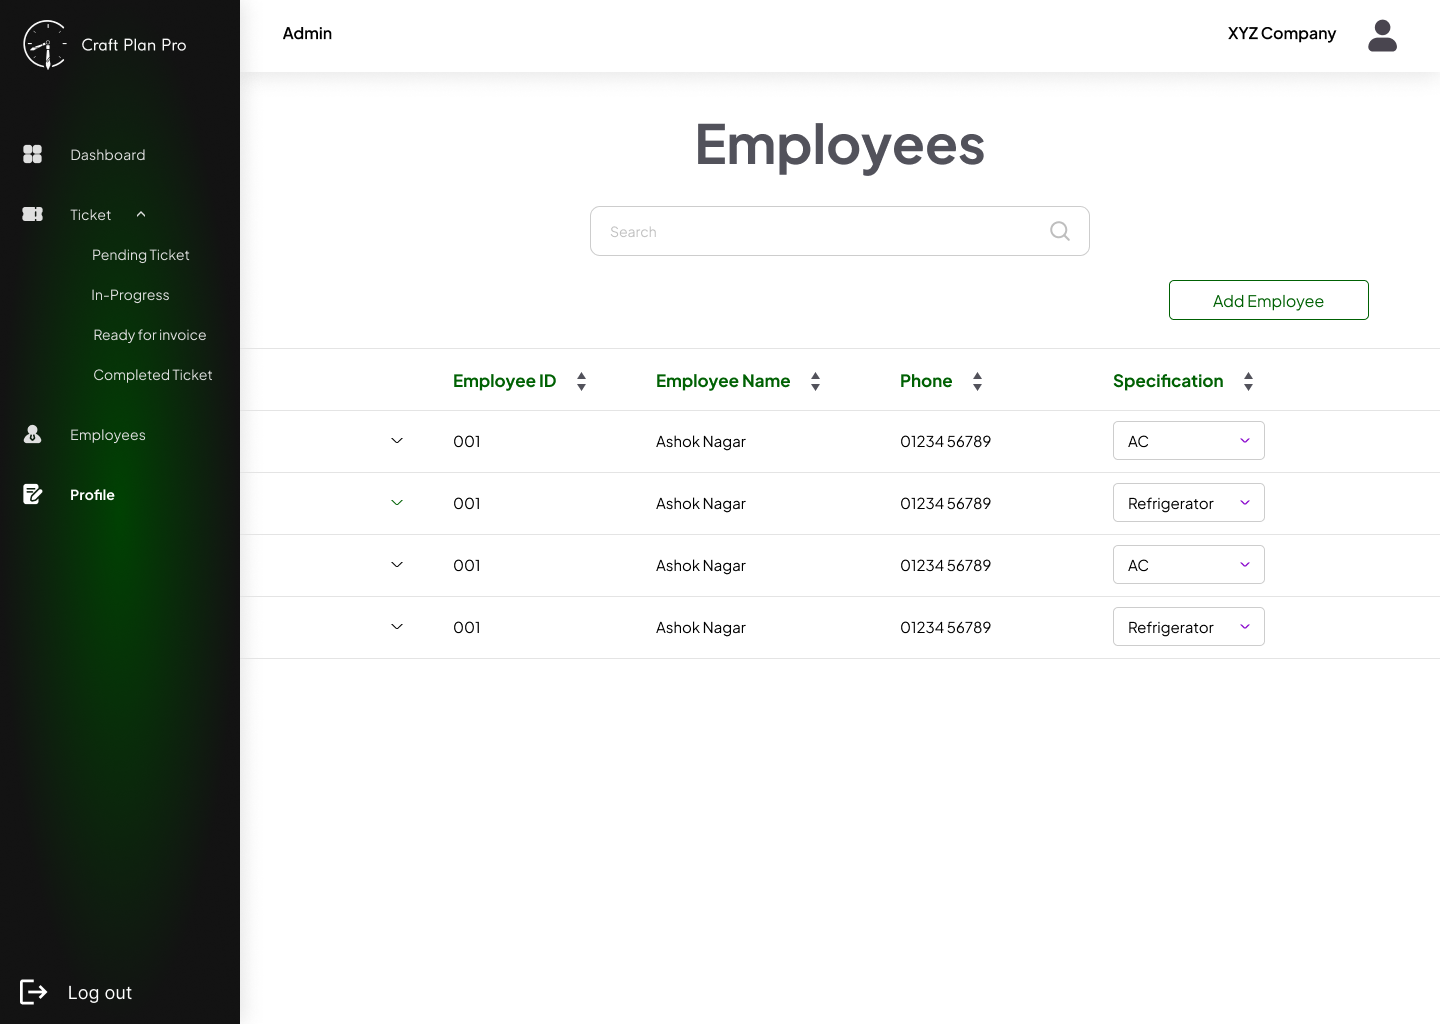 Craft Plan Pro
Admin
XYZ Company
Dashboard
Ticket
Pending Ticket
In-Progress
Ready for invoice
Completed Ticket
Employees
Profile
Log out
Employees
Search
Add Employee
Employee ID Employee Name Phone Specification
001 Ashok Nagar 01234 56789 AC
001 Ashok Nagar 01234 56789 Refrigerator
001 Ashok Nagar 01234 56789 AC
001 Ashok Nagar 01234 56789 Refrigerator